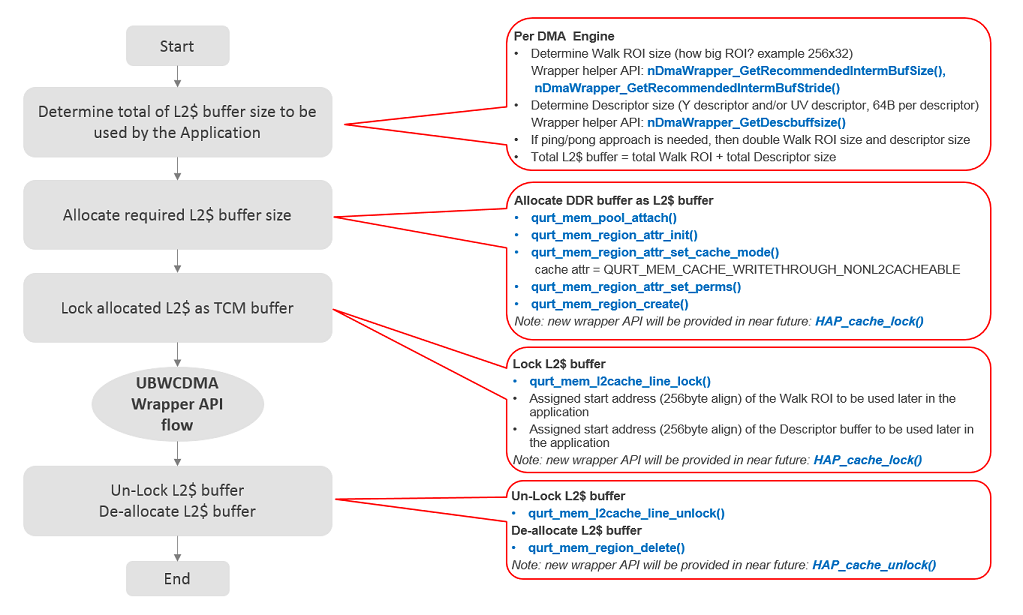 Start
Determine total of L2$ buffer size to be
used by the Application
Allocate required L2$ buffer size
Lock allocated L2$ as TCM buffer
UBWCDMA
Wrapper API
flow
Un-Lock L2$ buffer
De-allocate L2$ buffer
End
Per DMA  Engine
• Determine Walk ROI size (how big ROI? example 256x32)
Wrapper helper API: nDmaWrapper_GetRecommendedIntermBufSize(),
nDmaWrapper_GetRecommendedIntermBufStride()
• Determine Descriptor size (Y descriptor and/or UV descriptor, 64B per descriptor)
Wrapper helper API: nDmaWrapper_GetDescbuffsize()
• If ping/pong approach is needed, then double Walk ROI size and descriptor size
• Total L2$ buffer = total Walk ROI + total Descriptor size
Allocate DDR buffer as L2$ buffer
• qurt_mem_pool_attach()
• qurt_mem_region_attr_init()
• qurt_mem_region_attr_set_cache_mode()
cache attr = QURT_MEM_CACHE_WRITETHROUGH_NONL2CACHEABLE
• qurt_mem_region_attr_set_perms()
• qurt_mem_region_create()
Note: new wrapper API will be provided in near future: HAP_cache_lock()
Lock L2$ buffer
• qurt_mem_l2cache_line_lock()
• Assigned start address (256byte align) of the Walk ROI to be used later in the
application
• Assigned start address (256byte align) of the Descriptor buffer to be used later in
the application
Note: new wrapper API will be provided in near future: HAP_cache_lock()
Un-Lock L2$ buffer
• qurt_mem_l2cache_line_unlock()
De-allocate L2$ buffer
• qurt_mem_region_delete()
Note: new wrapper API will be provided in near future: HAP_cache_unlock()